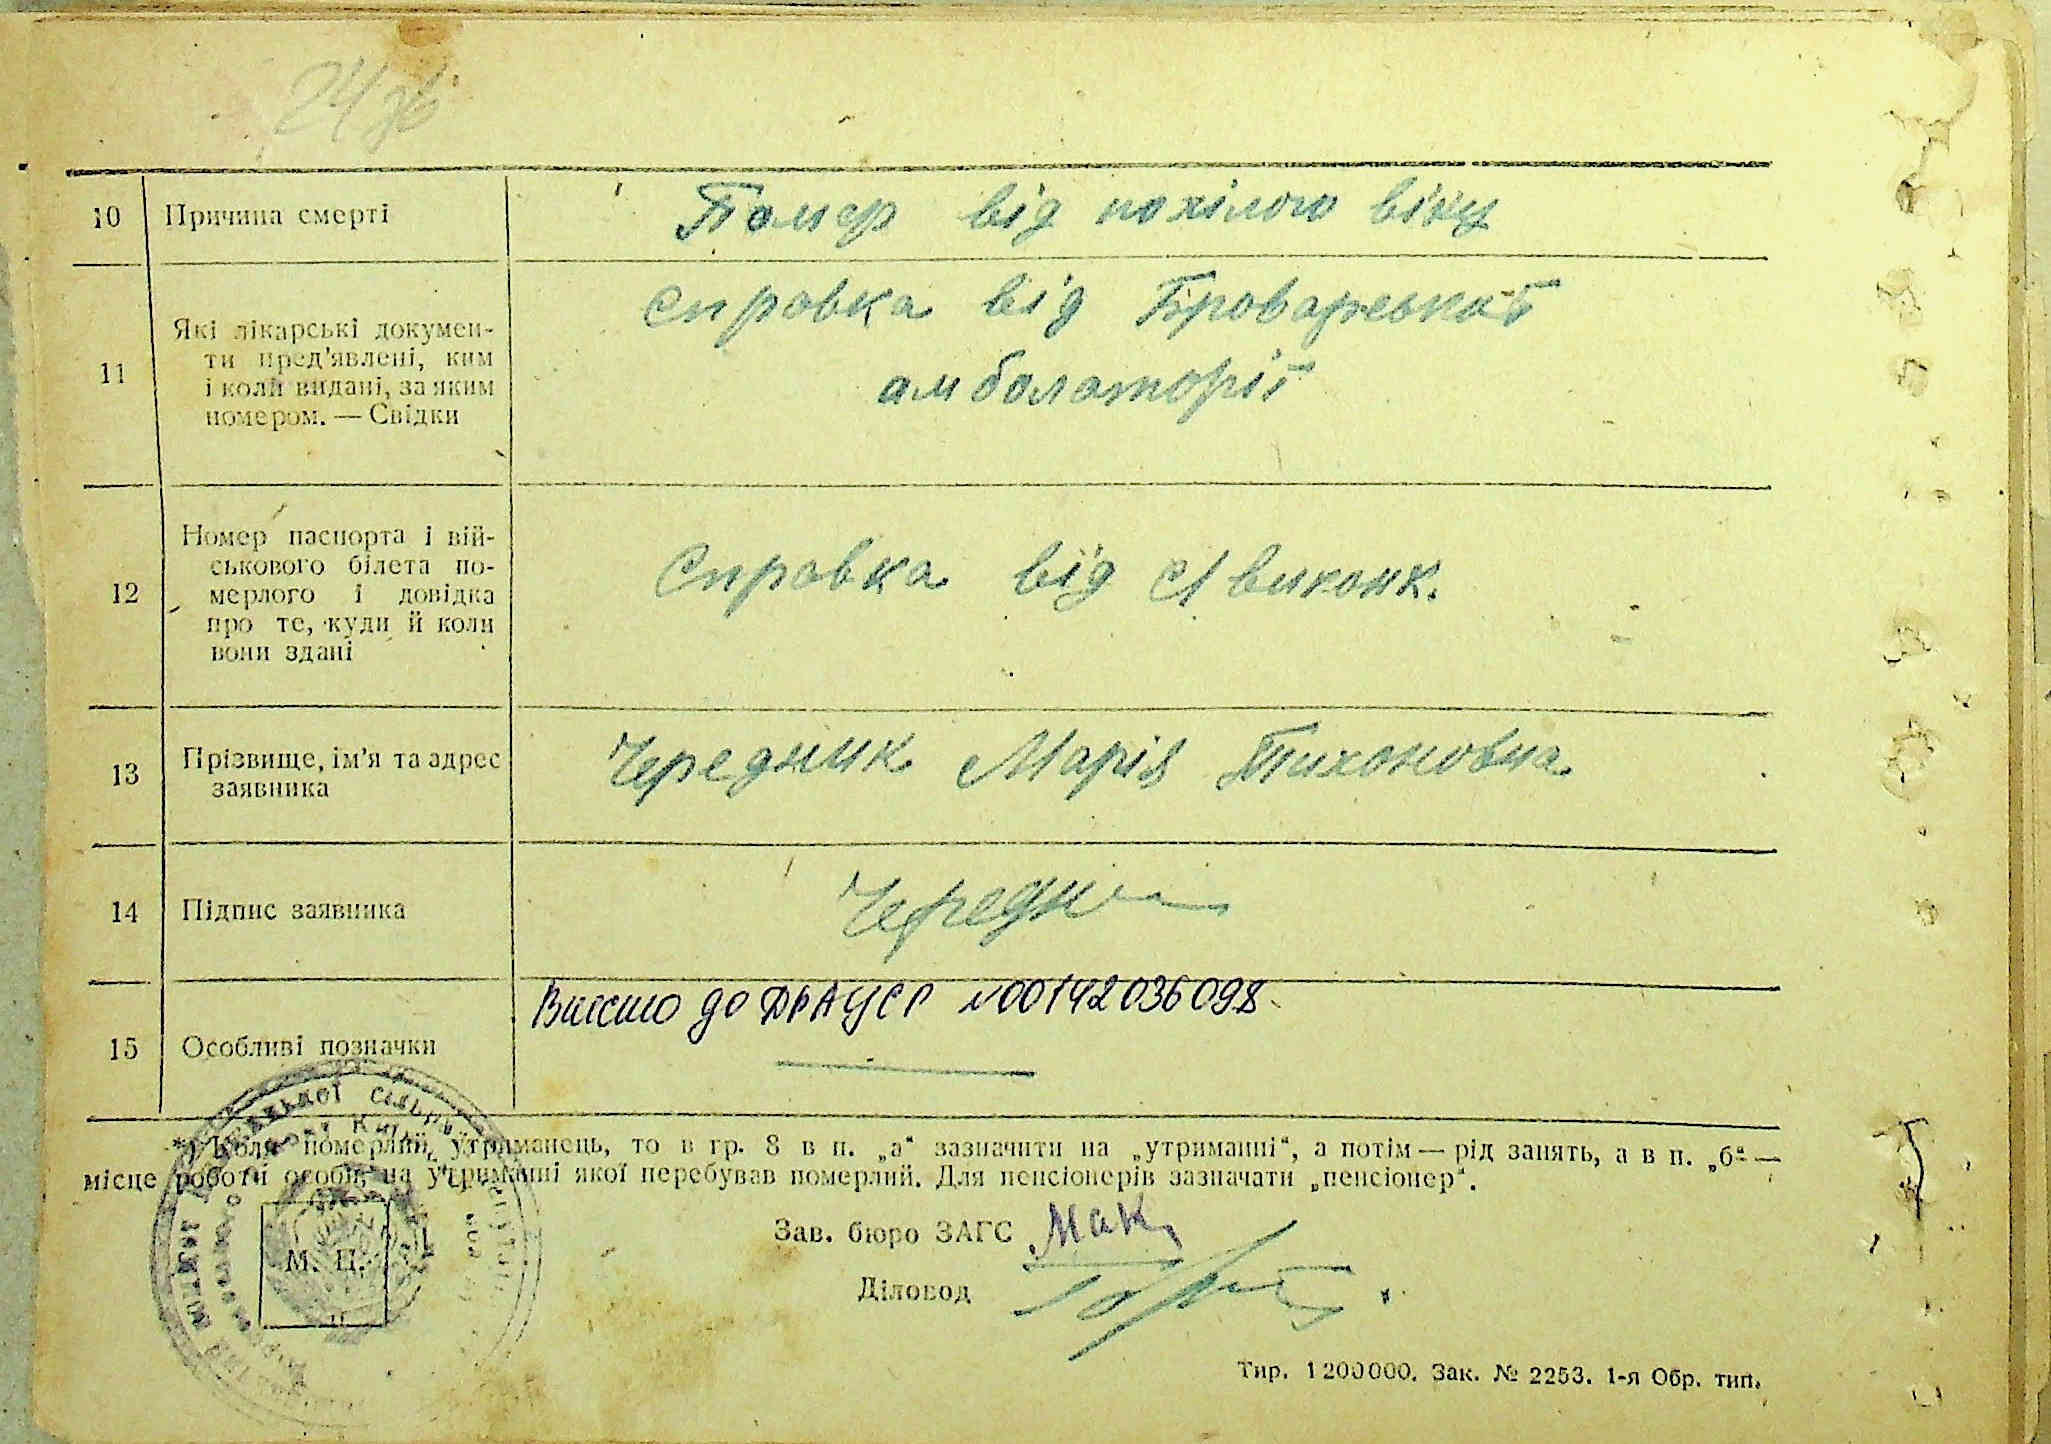 24 зв
10 Причина смерті Помер від похілого віку
11 Які лікарські докумен-
ти пред'явлені, ким
і коли видані, за яким
номером. — Свідки
Справка від Броварської
амболаторії
12 Номер паспорта і вій-
ськового білета по-
мерлого і довідка
про те, куди й коли
вони здані
Справка від с/виконк.
13 Прізвище, ім'я та адрес
заявника
Чередник Марія Тихоновна
14 Підпис заявника Чередн
15 Особливі позначки
Внесено до ДРАЦСГ №00142036098
*) Коли померлий утриманець, то в гр. 8 в п. „а“ зазначити на „утриманні“, а потім — рід занять, а в п. „б“ —
місце роботи особи, на утриманні якої перебував померлий. Для пенсіонерів зазначати „пенсіонер“.
Зав. бюро ЗАГС Мак
Діловод
М. П.
Тир. 1200000. Зак. № 2253. 1-я Обр. тип.